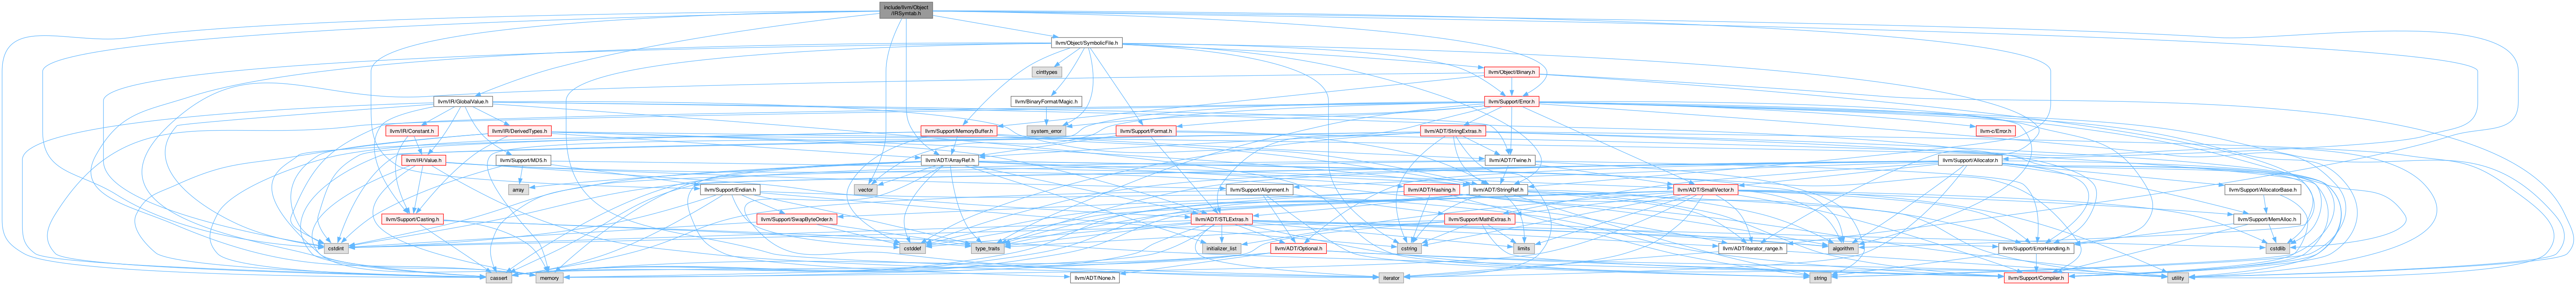 include/llvm/Object
/IRSymtab.h
llvm/Object/SymbolicFile.h
cinttypes
llvm/Object/Binary.h
llvm/IR/GlobalValue.h
llvm/BinaryFormat/Magic.h
llvm/Support/Error.h
llvm/IR/Constant.h
llvm/IR/DerivedTypes.h
llvm/Support/MemoryBuffer.h
system_error
llvm/Support/Format.h
llvm/ADT/StringExtras.h
llvm-c/Error.h
llvm/IR/Value.h
llvm/Support/MD5.h
llvm/ADT/ArrayRef.h
llvm/ADT/Twine.h
llvm/Support/Allocator.h
array
llvm/Support/Endian.h
vector
llvm/Support/Alignment.h
llvm/ADT/Hashing.h
llvm/ADT/StringRef.h
llvm/ADT/SmallVector.h
llvm/Support/AllocatorBase.h
llvm/Support/Casting.h
llvm/Support/SwapByteOrder.h
llvm/ADT/STLExtras.h
llvm/Support/MathExtras.h
llvm/Support/MemAlloc.h
cstdint
cstddef
type_traits
initializer_list
llvm/ADT/Optional.h
cstring
limits
llvm/ADT/iterator_range.h
algorithm
llvm/Support/ErrorHandling.h
cstdlib
cassert
memory
llvm/ADT/None.h
iterator
string
llvm/Support/Compiler.h
utility